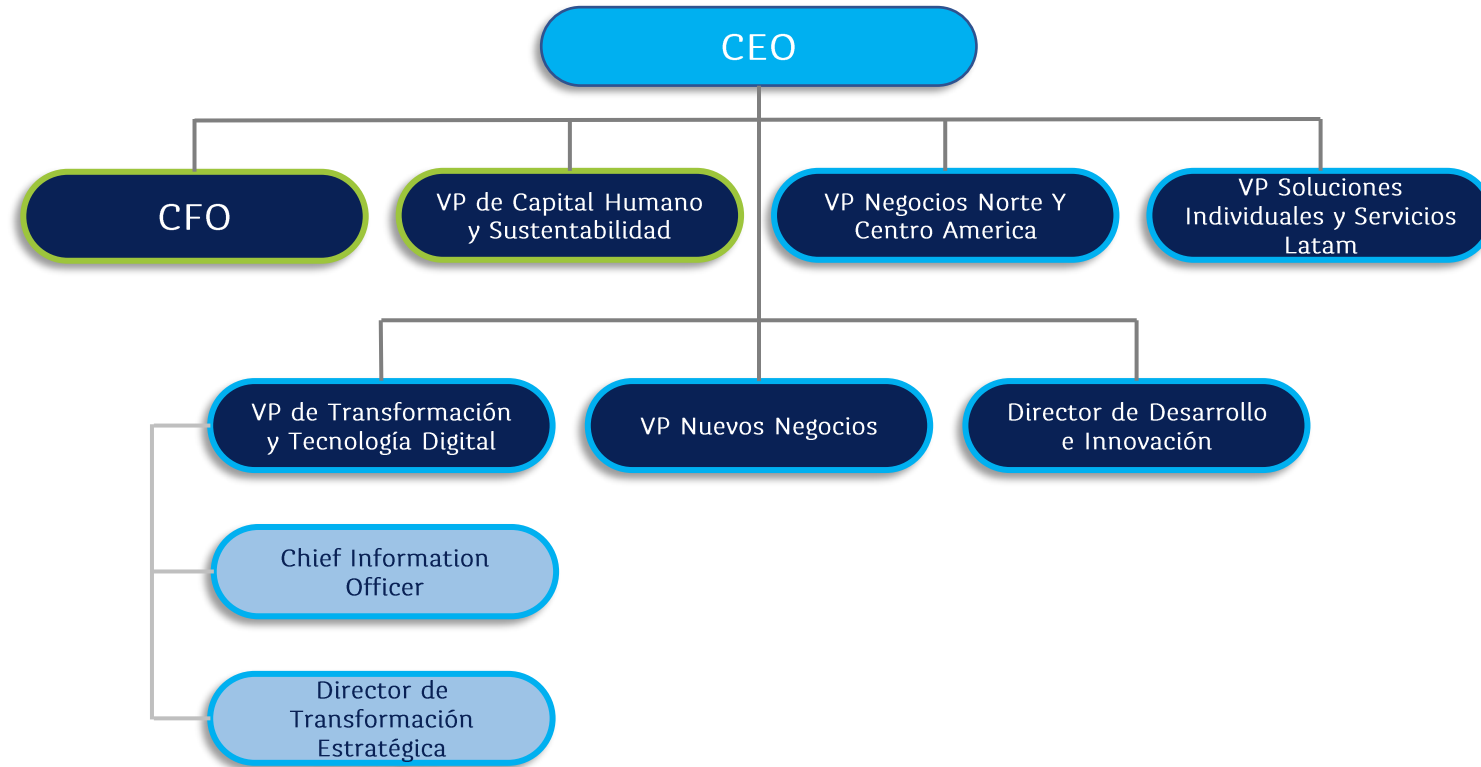 CEO
CFO
VP de Capital Humano
y Sustentabilidad
VP Negocios Norte Y
Centro America
VP Soluciones
Individuales y Servicios
Latam
VP de Transformación
y Tecnología Digital
VP Nuevos Negocios
Director de Desarrollo
e Innovación
Chief Information
Officer
Director de
Transformación
Estratégica